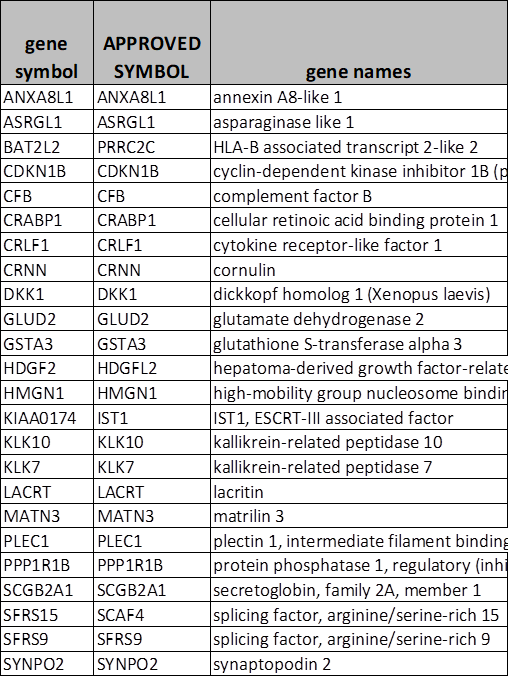 gene symbol APPROVED SYMBOL gene names
ANXA8L1 ANXA8L1 annexin A8-like 1
ASRGL1 ASRGL1 asparaginase like 1
BAT2L2 PRRC2C HLA-B associated transcript 2-like 2
CDKN1B CDKN1B cyclin-dependent kinase inhibitor 1B (p
CFB CFB complement factor B
CRABP1 CRABP1 cellular retinoic acid binding protein 1
CRLF1 CRLF1 cytokine receptor-like factor 1
CRNN CRNN cornulin
DKK1 DKK1 dickkopf homolog 1 (Xenopus laevis)
GLUD2 GLUD2 glutamate dehydrogenase 2
GSTA3 GSTA3 glutathione S-transferase alpha 3
HDGF2 HDGFL2 hepatoma-derived growth factor-relate
HMGN1 HMGN1 high-mobility group nucleosome bindin
KIAA0174 IST1 IST1, ESCRT-III associated factor
KLK10 KLK10 kallikrein-related peptidase 10
KLK7 KLK7 kallikrein-related peptidase 7
LACRT LACRT lacritin
MATN3 MATN3 matrilin 3
PLEC1 PLEC1 plectin 1, intermediate filament binding
PPP1R1B PPP1R1B protein phosphatase 1, regulatory (inhi
SCGB2A1 SCGB2A1 secretoglobin, family 2A, member 1
SFRS15 SCAF4 splicing factor, arginine/serine-rich 15
SFRS9 SFRS9 splicing factor, arginine/serine-rich 9
SYNPO2 SYNPO2 synaptopodin 2